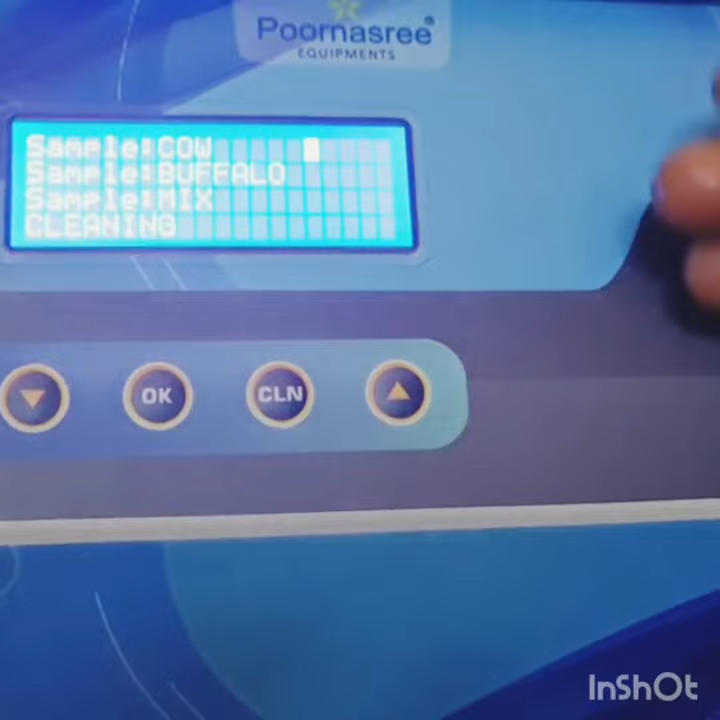 Poornasree®
EQUIPMENTS
Sample:COW
Sample:BUFFALO
Sample:MIX
CLEANING
OK
CLN
InShOt